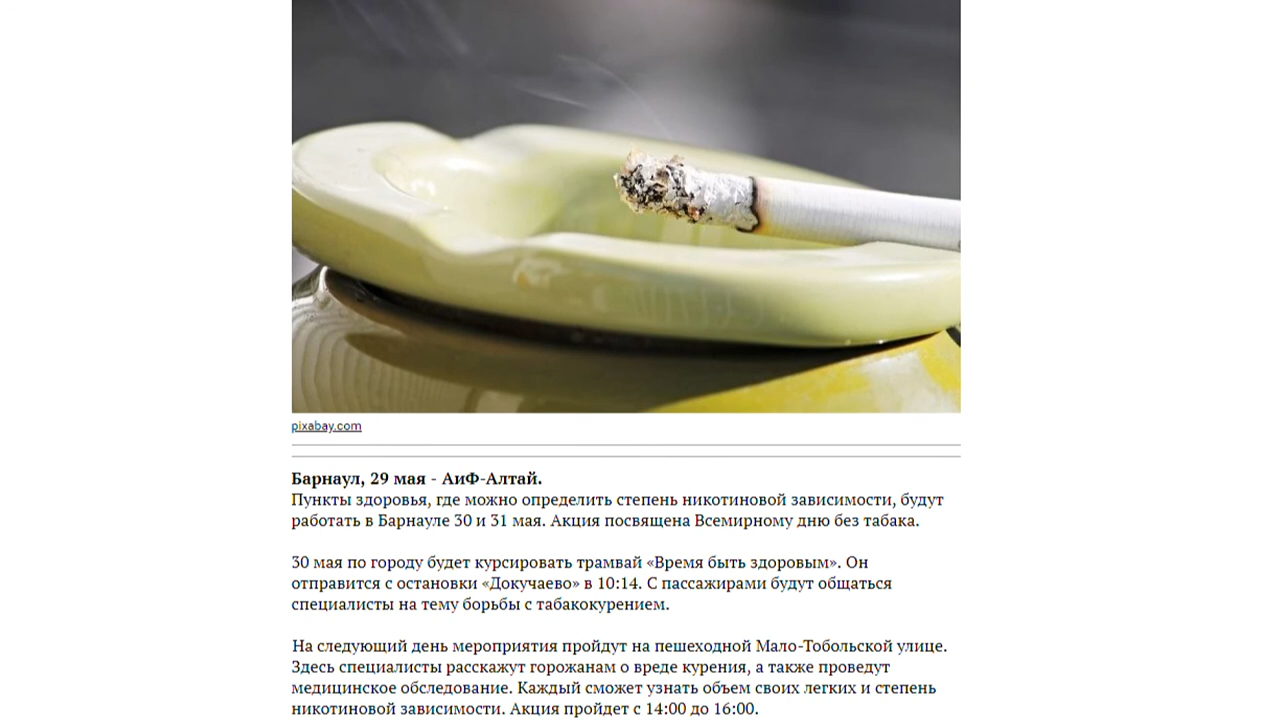 pixabay.com
Барнаул, 29 мая - АиФ-Алтай.
Пункты здоровья, где можно определить степень никотиновой зависимости, будут
работать в Барнауле 30 и 31 мая. Акция посвящена Всемирному дню без табака.
30 мая по городу будет курсировать трамвай «Время быть здоровым». Он
отправится с остановки «Докучаево» в 10:14. С пассажирами будут общаться
специалисты на тему борьбы с табакокурением.
На следующий день мероприятия пройдут на пешеходной Мало-Тобольской улице.
Здесь специалисты расскажут горожанам о вреде курения, а также проведут
медицинское обследование. Каждый сможет узнать объем своих легких и степень
никотиновой зависимости. Акция пройдет с 14:00 до 16:00.